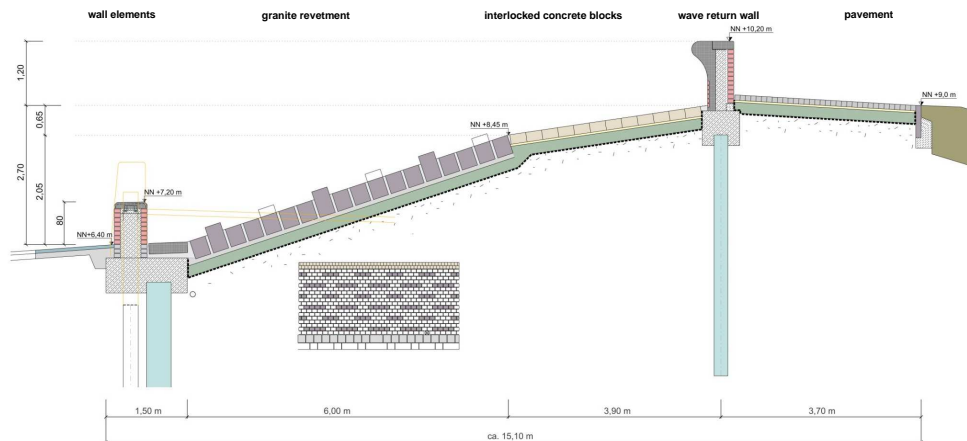 wall elements
granite revetment
interlocked concrete blocks
wave return wall
pavement
NN +10,20 m
1,20
NN +9,0 m
0,65
NN +8,45 m
2,70
2,05
NN +7,20 m
80
NN+6,40 m
1,50 m
6,00 m
3,90 m
3,70 m
ca. 15,10 m